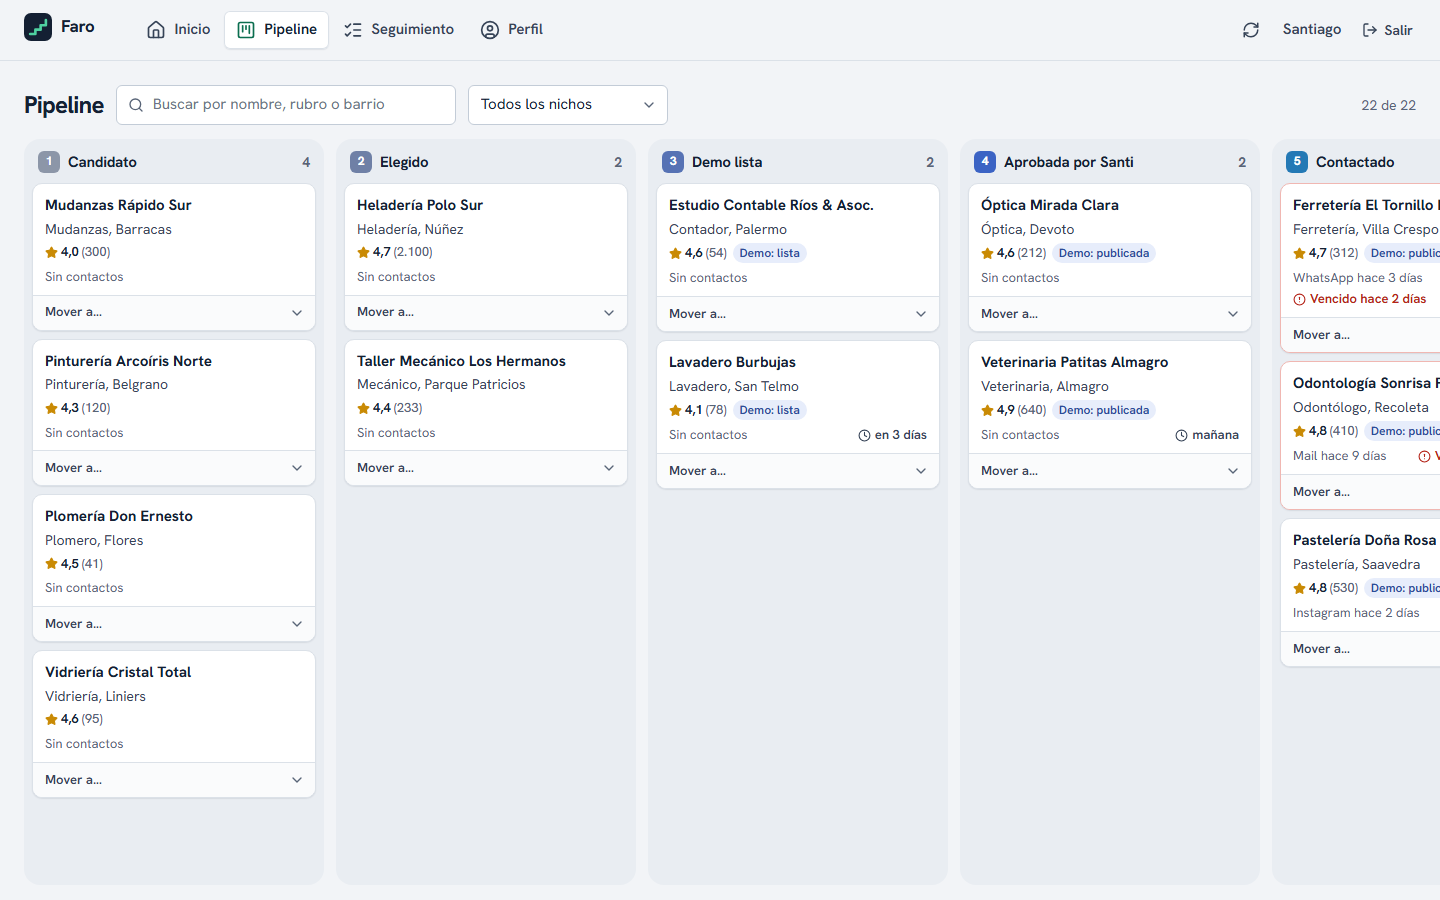 Faro
Inicio
Pipeline
Seguimiento
Perfil
Santiago
Salir
Pipeline
Buscar por nombre, rubro o barrio
Todos los nichos
22 de 22
1 Candidato 4
Mudanzas Rápido Sur
Mudanzas, Barracas
4,0 (300)
Sin contactos
Mover a...
Pinturería Arcoíris Norte
Pinturería, Belgrano
4,3 (120)
Sin contactos
Mover a...
Plomería Don Ernesto
Plomero, Flores
4,5 (41)
Sin contactos
Mover a...
Vidriería Cristal Total
Vidriería, Liniers
4,6 (95)
Sin contactos
Mover a...
2 Elegido 2
Heladería Polo Sur
Heladería, Núñez
4,7 (2.100)
Sin contactos
Mover a...
Taller Mecánico Los Hermanos
Mecánico, Parque Patricios
4,4 (233)
Sin contactos
Mover a...
3 Demo lista 2
Estudio Contable Ríos & Asoc.
Contador, Palermo
4,6 (54) Demo: lista
Sin contactos
Mover a...
Lavadero Burbujas
Lavadero, San Telmo
4,1 (78) Demo: lista
Sin contactos en 3 días
Mover a...
4 Aprobada por Santi 2
Óptica Mirada Clara
Óptica, Devoto
4,6 (212) Demo: publicada
Sin contactos
Mover a...
Veterinaria Patitas Almagro
Veterinaria, Almagro
4,9 (640) Demo: publicada
Sin contactos mañana
Mover a...
5 Contactado
Ferretería El Tornillo
Ferretería, Villa Crespo
4,7 (312) Demo: public
WhatsApp hace 3 días
Vencido hace 2 días
Mover a...
Odontología Sonrisa
Odontólogo, Recoleta
4,8 (410) Demo: public
Mail hace 9 días
Mover a...
Pastelería Doña Rosa
Pastelería, Saavedra
4,8 (530) Demo: public
Instagram hace 2 días
Mover a...